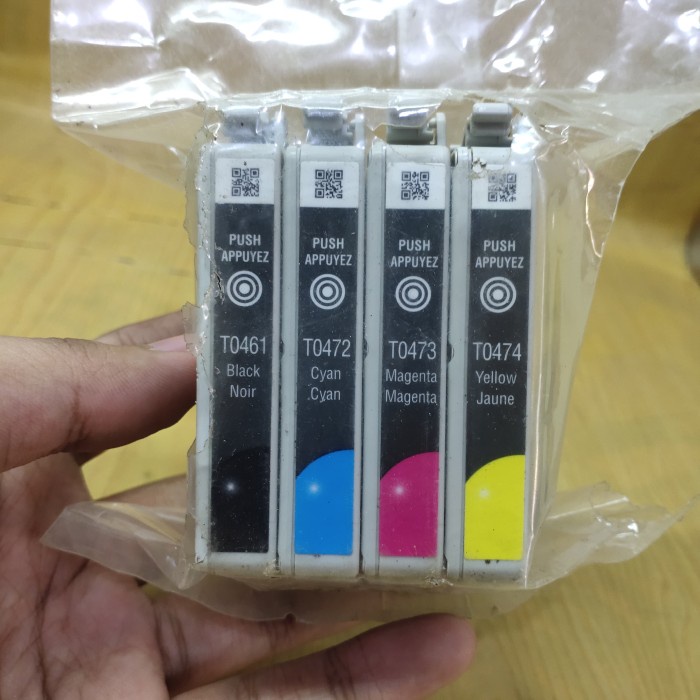 PUSH
APPUYEZ
T0461
Black
Noir
PUSH
APPUYEZ
T0472
Cyan
Cyan
PUSH
APPUYEZ
T0473
Magenta
Magenta
PUSH
APPUYEZ
T0474
Yellow
Jaune